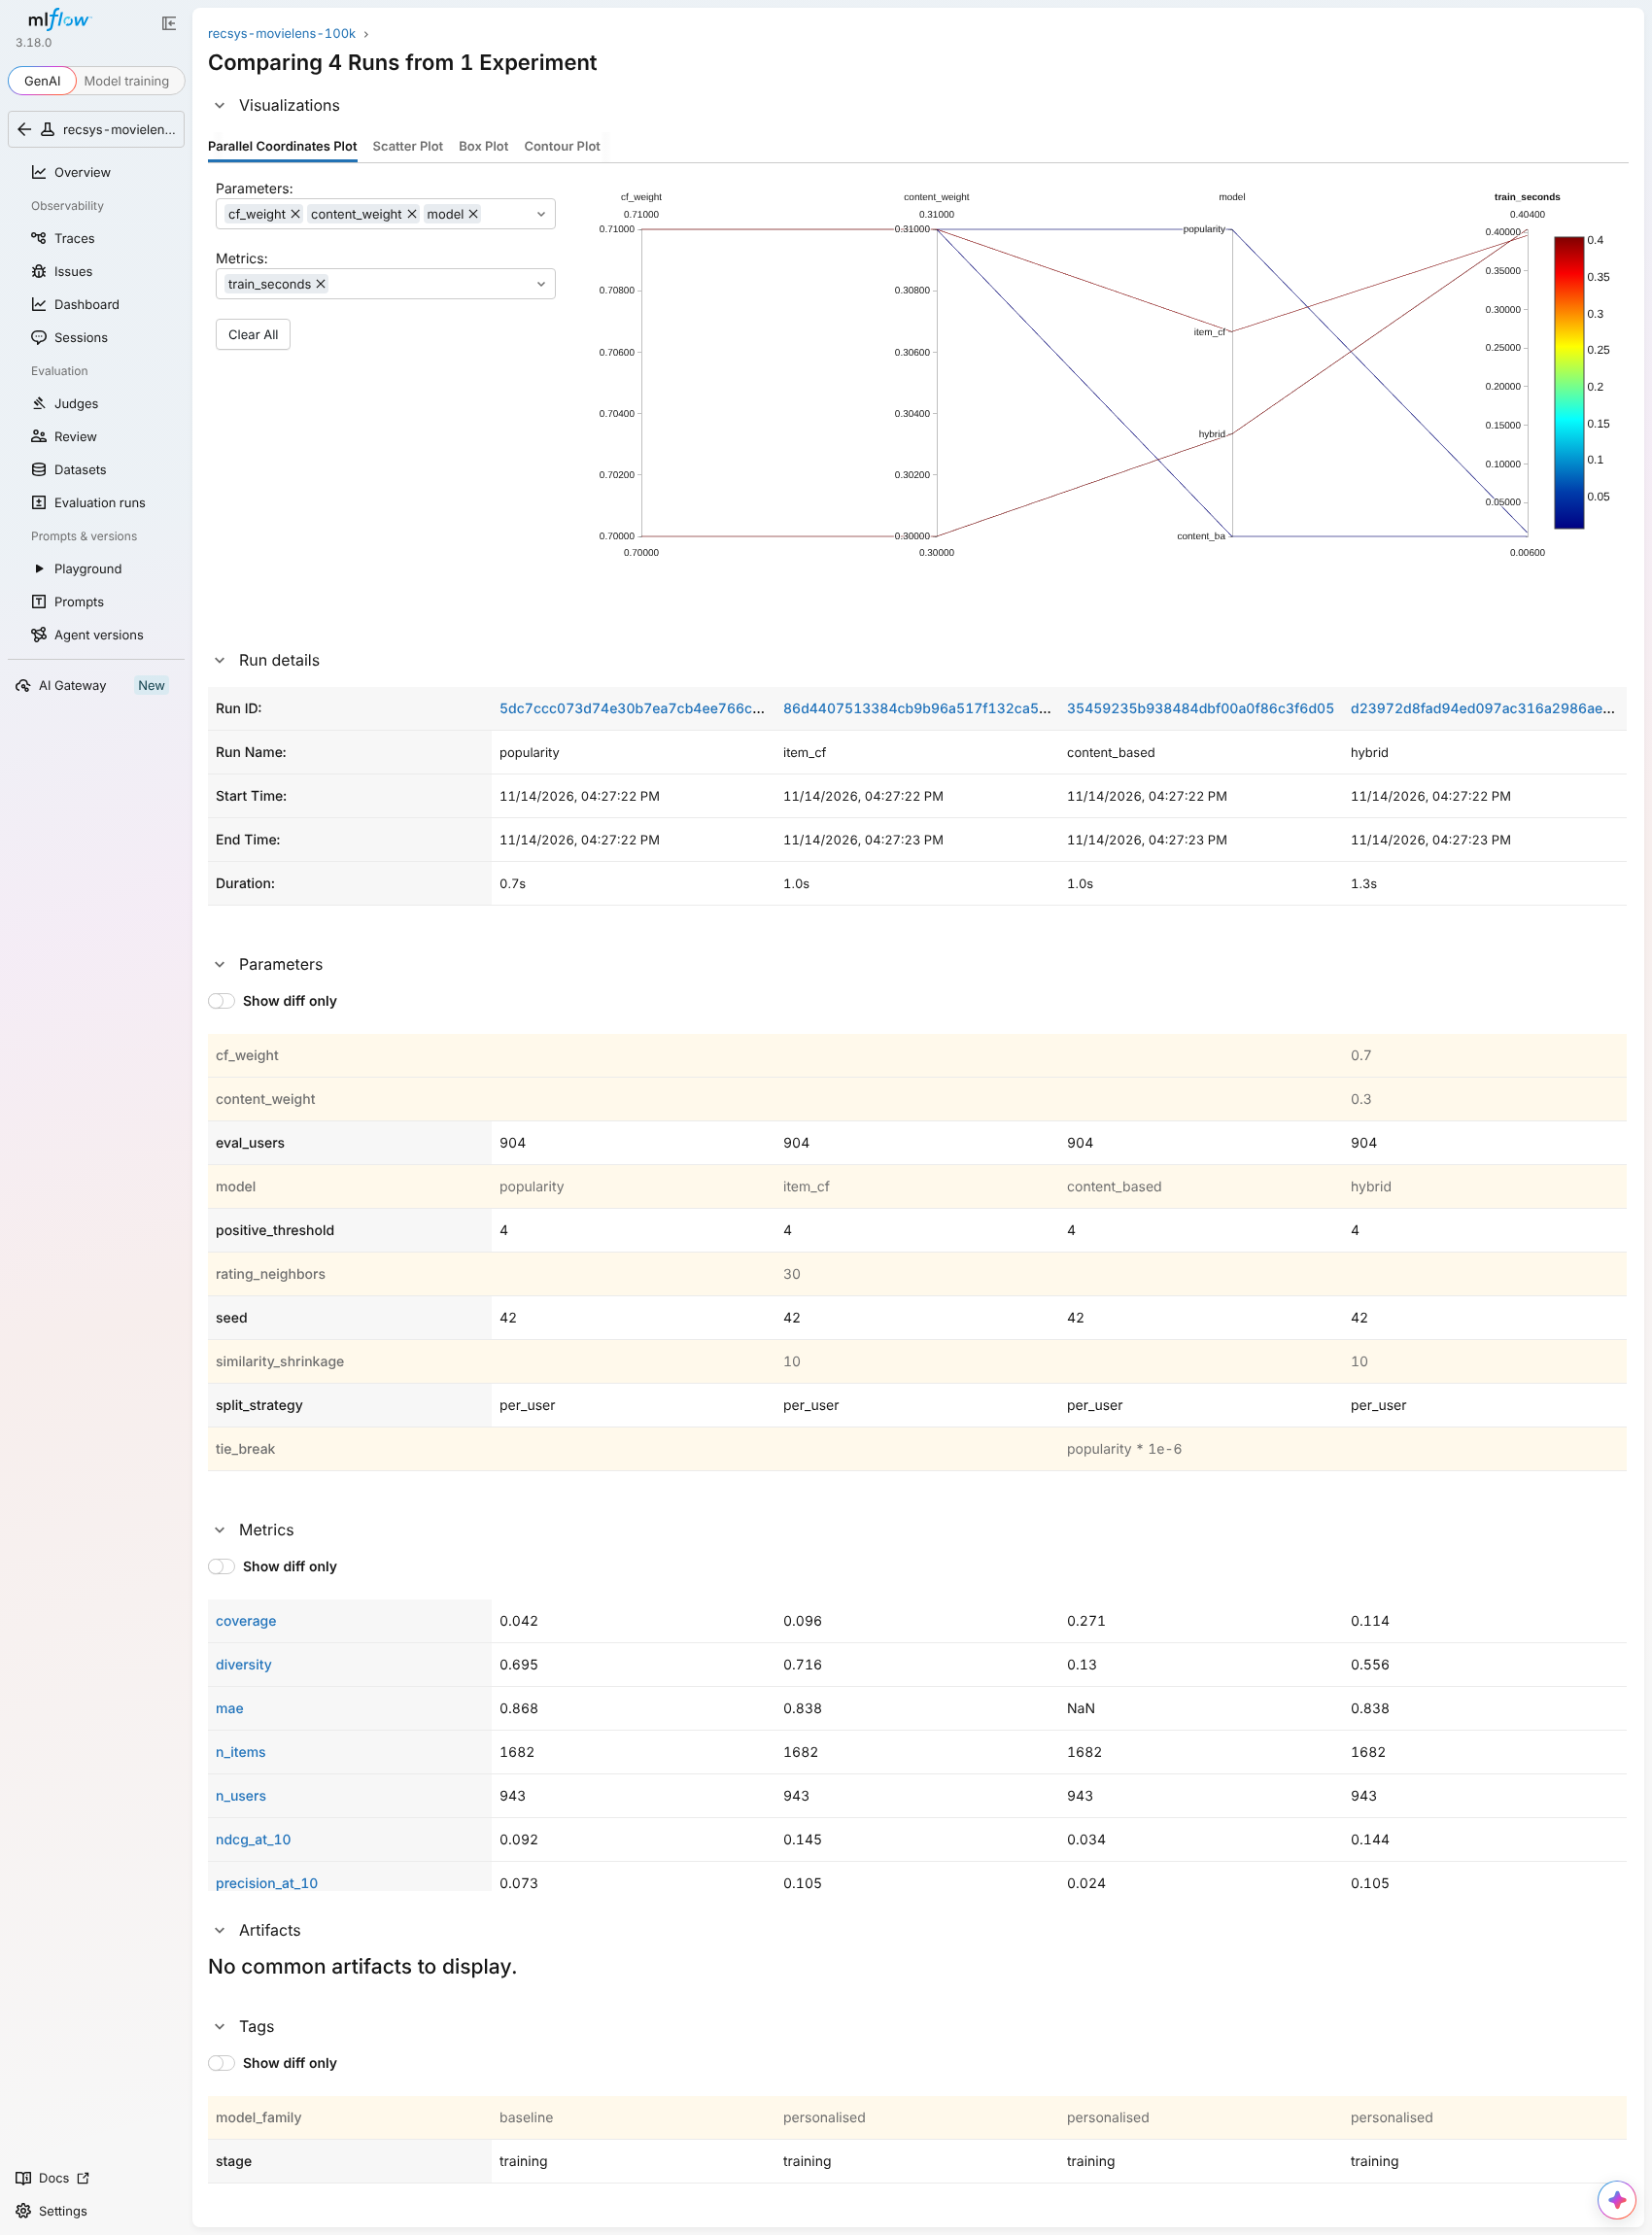 mlflow
3.18.0
GenAI Model training
recsys-movielen...
Overview
Observability
Traces
Issues
Dashboard
Sessions
Evaluation
Judges
Review
Datasets
Evaluation runs
Prompts & versions
Playground
Prompts
Agent versions
AI Gateway New
Docs
Settings
recsys-movielens-100k
Comparing 4 Runs from 1 Experiment
Visualizations
Parallel Coordinates Plot Scatter Plot Box Plot Contour Plot
Parameters:
cf_weight content_weight model
Metrics:
train_seconds
Clear All
cf_weight content_weight model train_seconds
0.71000 0.31000 0.40400
0.71000 0.31000 popularity 0.40000 0.4
0.35000 0.35
0.70800 0.30800 0.30000 0.3
item_cf
0.70600 0.30600 0.25000 0.25
0.20000 0.2
0.70400 0.30400 0.15000 0.15
hybrid
0.70200 0.30200 0.10000 0.1
0.05000 0.05
0.70000 0.30000 content_ba
0.70000 0.30000 0.00600
Run details
Run ID: 5dc7ccc073d74e30b7ea7cb4ee766c... 86d4407513384cb9b96a517f132ca5... 35459235b938484dbf00a0f86c3f6d05 d23972d8fad94ed097ac316a2986ae...
Run Name: popularity item_cf content_based hybrid
Start Time: 11/14/2026, 04:27:22 PM 11/14/2026, 04:27:22 PM 11/14/2026, 04:27:22 PM 11/14/2026, 04:27:22 PM
End Time: 11/14/2026, 04:27:22 PM 11/14/2026, 04:27:23 PM 11/14/2026, 04:27:23 PM 11/14/2026, 04:27:23 PM
Duration: 0.7s 1.0s 1.0s 1.3s
Parameters
Show diff only
cf_weight 0.7
content_weight 0.3
eval_users 904 904 904 904
model popularity item_cf content_based hybrid
positive_threshold 4 4 4 4
rating_neighbors 30
seed 42 42 42 42
similarity_shrinkage 10 10
split_strategy per_user per_user per_user per_user
tie_break popularity * 1e-6
Metrics
Show diff only
coverage 0.042 0.096 0.271 0.114
diversity 0.695 0.716 0.13 0.556
mae 0.868 0.838 NaN 0.838
n_items 1682 1682 1682 1682
n_users 943 943 943 943
ndcg_at_10 0.092 0.145 0.034 0.144
precision_at_10 0.073 0.105 0.024 0.105
Artifacts
No common artifacts to display.
Tags
Show diff only
model_family baseline personalised personalised personalised
stage training training training training